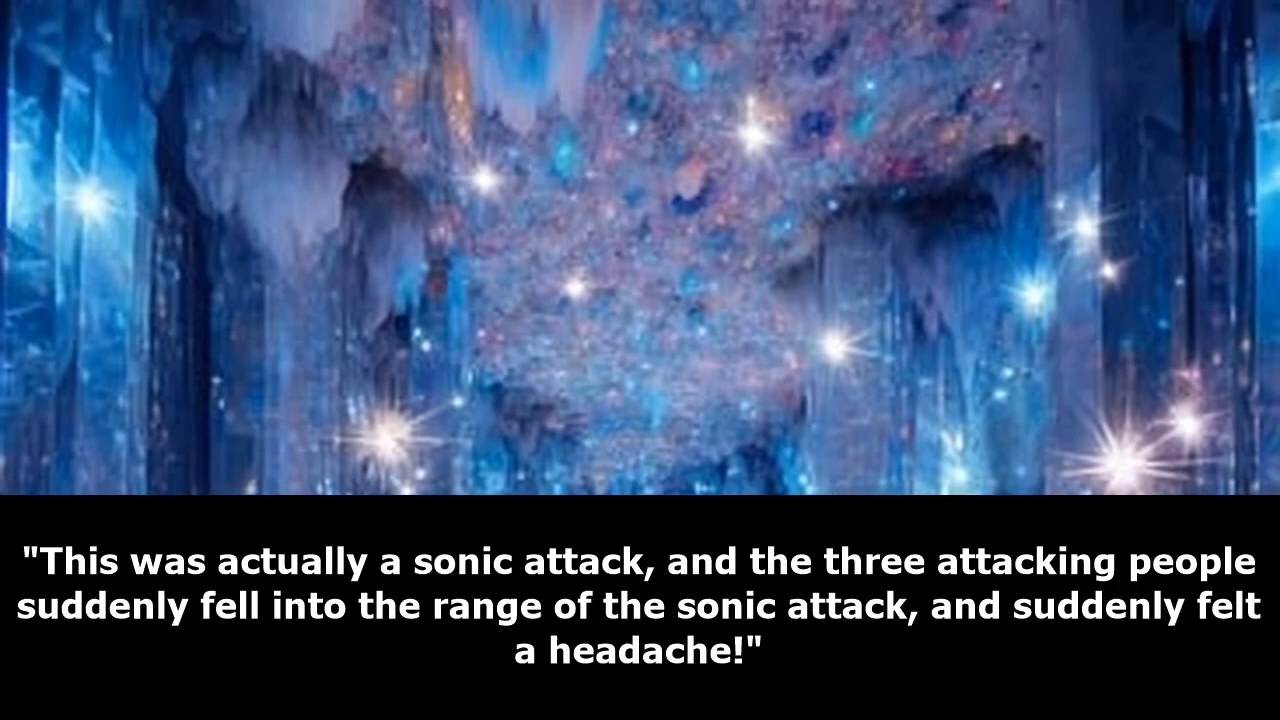 "This was actually a sonic attack, and the three attacking people
suddenly fell into the range of the sonic attack, and suddenly felt
a headache!"